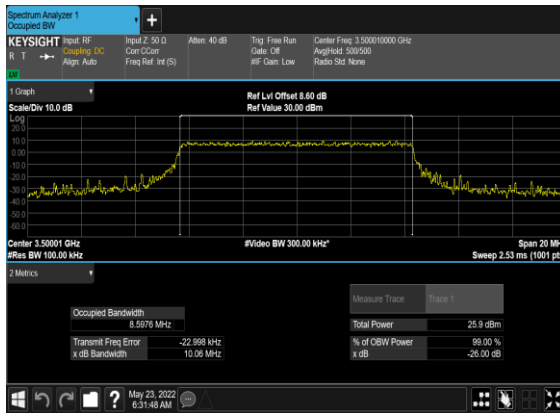 Spectrum Analyzer 1
Occupied BW
KEYSIGHT
Input: RF
Input Z: 50 Ω
Atten: 40 dB
Trig: Free Run
Center Freq: 3.500010000 GHz
R T
Coupling: DC
Corr CCorr
Gate: Off
Avg|Hold: 500/500
Align: Auto
Freq Ref: Int (S)
#IF Gain: Low
Radio Std: None
1 Graph
Ref Lvl Offset 8.60 dB
Scale/Div 10.0 dB
Ref Value 30.00 dBm
Log
20.0
10.0
0.00
-10.0
-20.0
-30.0
-40.0
-50.0
-60.0
Center 3.50001 GHz
#Video BW 300.00 kHz*
Span 20 MH
#Res BW 100.00 kHz
Sweep 2.53 ms (1001 pt
2 Metrics
Measure Trace
Trace 1
Occupied Bandwidth
8.5976 MHz
Total Power
25.9 dBm
Transmit Freq Error
-22.998 kHz
% of OBW Power
99.00 %
x dB Bandwidth
10.06 MHz
x dB
-26.00 dB
?
May 23, 2022
6:31:48 AM